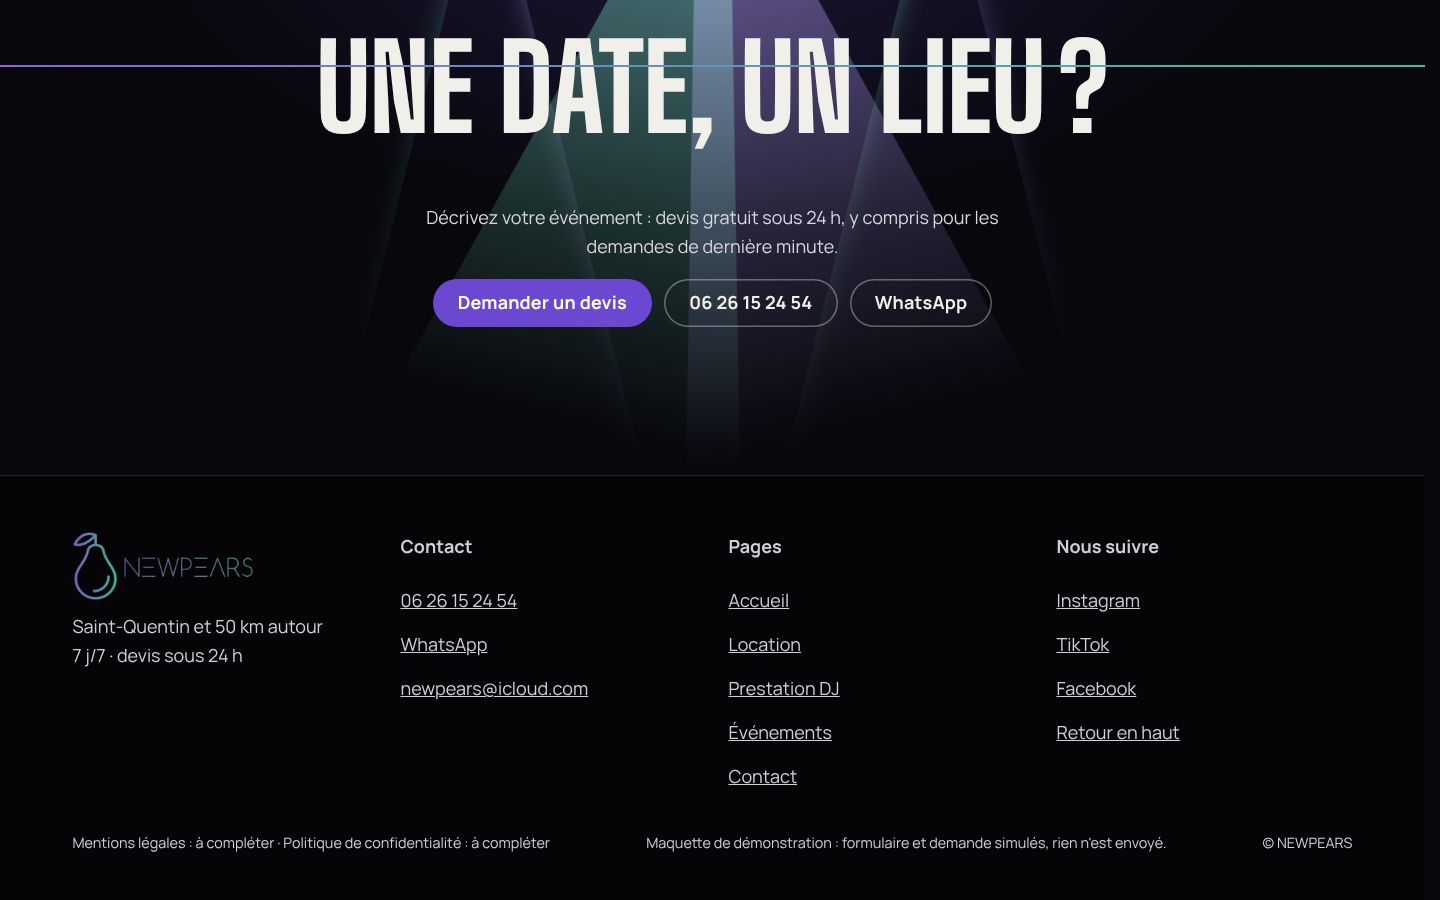 UNE DATE, UN LIEU ?
Décrivez votre événement : devis gratuit sous 24 h, y compris pour les
demandes de dernière minute.
Demander un devis
06 26 15 24 54
WhatsApp
NEWPEARS
Saint-Quentin et 50 km autour
7 j/7 · devis sous 24 h
Contact
06 26 15 24 54
WhatsApp
newpears@icloud.com
Pages
Accueil
Location
Prestation DJ
Événements
Contact
Nous suivre
Instagram
TikTok
Facebook
Retour en haut
Mentions légales : à compléter · Politique de confidentialité : à compléter
Maquette de démonstration : formulaire et demande simulés, rien n'est envoyé.
© NEWPEARS